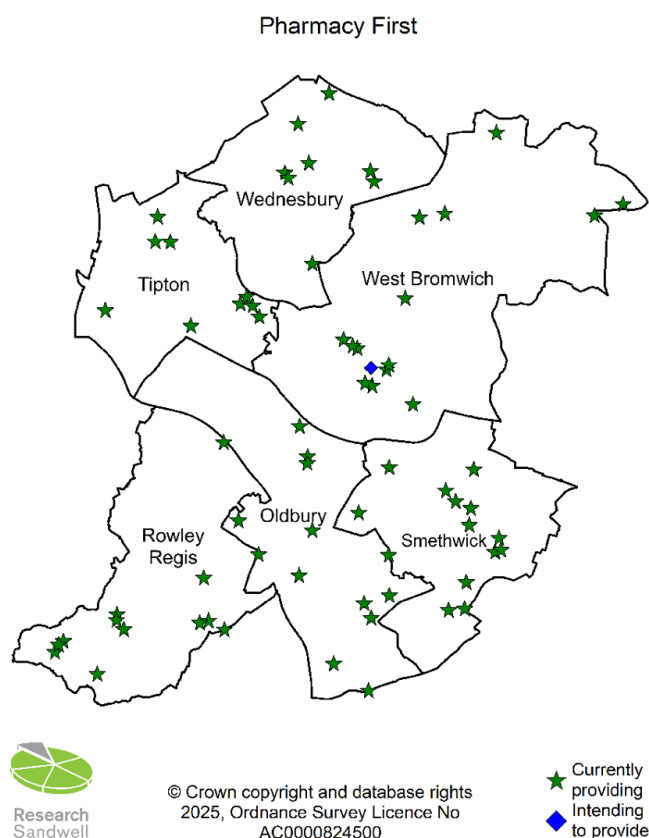 Pharmacy First
Wednesbury
West Bromwich
Tipton
Oldbury
Rowley
Regis
Smethwick
Research
Sandwell
© Crown copyright and database rights
2025, Ordnance Survey Licence No
AC0000824500
Currently
providing
Intending
to provide